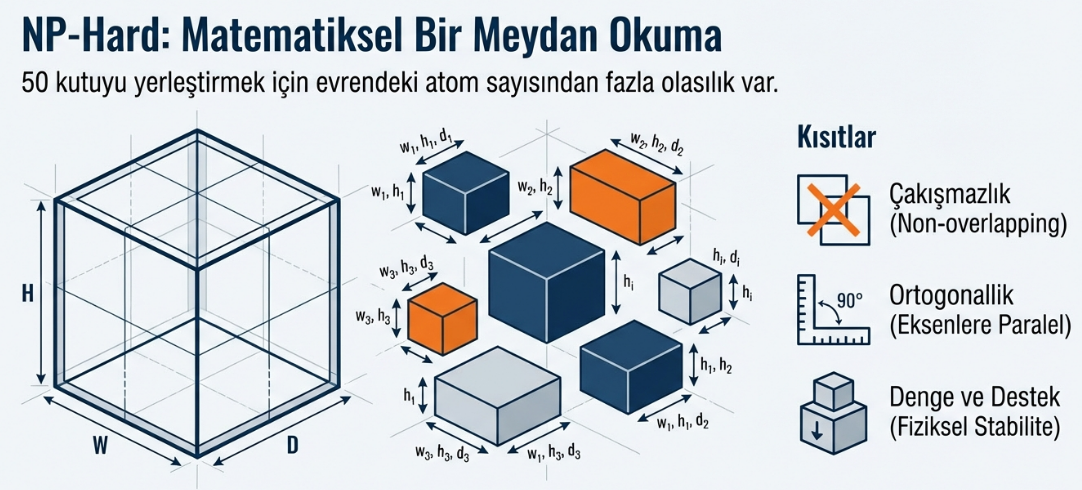 NP-Hard: Matematiksel Bir Meydan Okuma
50 kutuyu yerleştirmek için evrendeki atom sayısından fazla olasılık var.
H
W
D
w₁, h₁, d₁
w₁, h₁
w₂, h₂, d₂
w₂, h₂
w₃, h₃, d₃
w₃, h₃
hᵢ
hᵢ, dᵢ
hᵢ
h₁
w₃, h₃, d₃
w₁, h₃, d₃
h₁, h₂
w₁, h₁, d₂
Kısıtlar
Çakışmazlık
(Non-overlapping)
90°
Ortogonallik
(Eksenlere Paralel)
Denge ve Destek
(Fiziksel Stabilite)